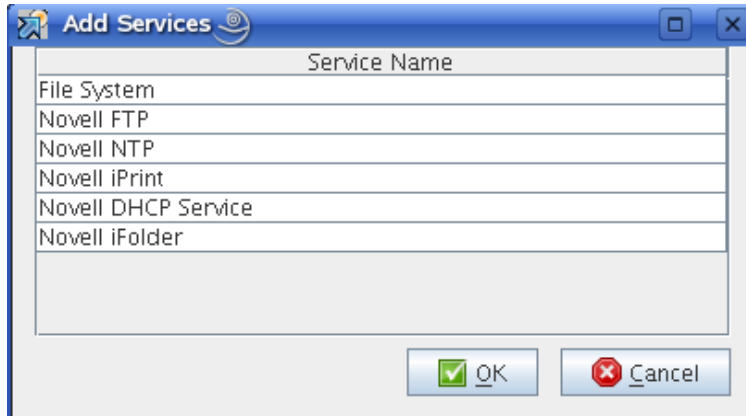 Add Services
Service Name
File System
Novell FTP
Novell NTP
Novell iPrint
Novell DHCP Service
Novell iFolder
OK
Cancel